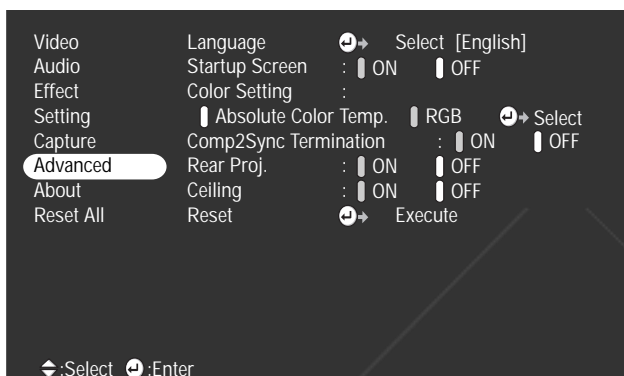 Video Language Select [English]
Audio Startup Screen : ON OFF
Effect Color Setting :
Setting Absolute Color Temp. RGB Select
Capture Comp2Sync Termination : ON OFF
Advanced Rear Proj. : ON OFF
About Ceiling : ON OFF
Reset All Reset Execute
:Select :Enter